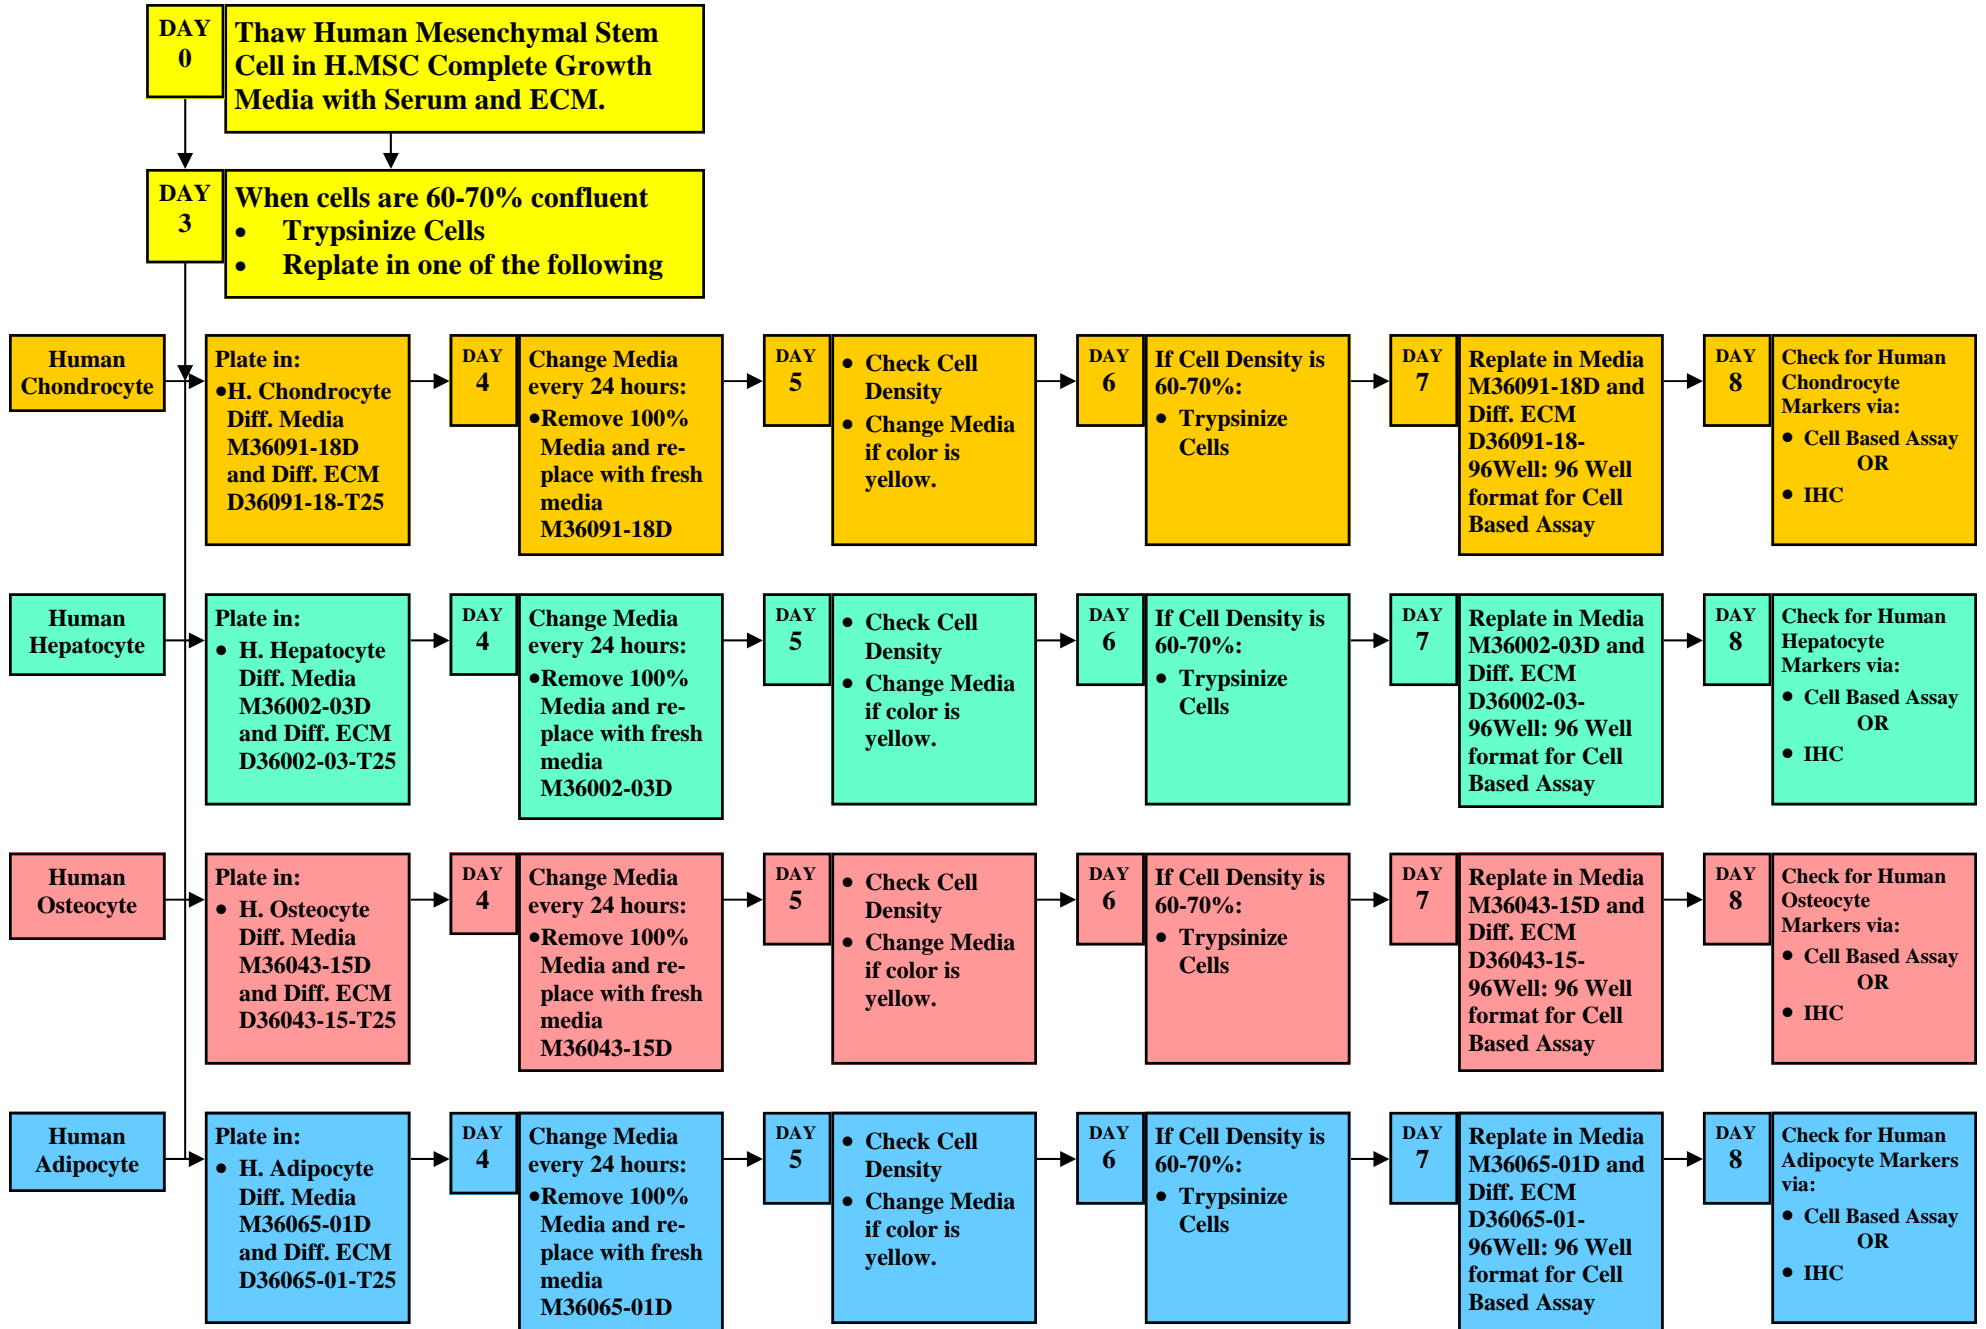 DAY
0
Thaw Human Mesenchymal Stem
Cell in H.MSC Complete Growth
Media with Serum and ECM.
DAY
3
When cells are 60-70% confluent
• Trypsinize Cells
• Replate in one of the following
Human
Chondrocyte
Plate in:
•H. Chondrocyte
Diff. Media
M36091-18D
and Diff. ECM
D36091-18-T25
DAY
4
Change Media
every 24 hours:
•Remove 100%
Media and re-
place with fresh
media
M36091-18D
DAY
5
• Check Cell
Density
• Change Media
if color is
yellow.
DAY
6
If Cell Density is
60-70%:
• Trypsinize
Cells
DAY
7
Replate in Media
M36091-18D and
Diff. ECM
D36091-18-
96Well: 96 Well
format for Cell
Based Assay
DAY
8
Check for Human
Chondrocyte
Markers via:
• Cell Based Assay
OR
• IHC
Human
Hepatocyte
Plate in:
• H. Hepatocyte
Diff. Media
M36002-03D
and Diff. ECM
D36002-03-T25
DAY
4
Change Media
every 24 hours:
•Remove 100%
Media and re-
place with fresh
media
M36002-03D
DAY
5
• Check Cell
Density
• Change Media
if color is
yellow.
DAY
6
If Cell Density is
60-70%:
• Trypsinize
Cells
DAY
7
Replate in Media
M36002-03D and
Diff. ECM
D36002-03-
96Well: 96 Well
format for Cell
Based Assay
DAY
8
Check for Human
Hepatocyte
Markers via:
• Cell Based Assay
OR
• IHC
Human
Osteocyte
Plate in:
• H. Osteocyte
Diff. Media
M36043-15D
and Diff. ECM
D36043-15-T25
DAY
4
Change Media
every 24 hours:
•Remove 100%
Media and re-
place with fresh
media
M36043-15D
DAY
5
• Check Cell
Density
• Change Media
if color is
yellow.
DAY
6
If Cell Density is
60-70%:
• Trypsinize
Cells
DAY
7
Replate in Media
M36043-15D and
Diff. ECM
D36043-15-
96Well: 96 Well
format for Cell
Based Assay
DAY
8
Check for Human
Osteocyte
Markers via:
• Cell Based Assay
OR
• IHC
Human
Adipocyte
Plate in:
• H. Adipocyte
Diff. Media
M36065-01D
and Diff. ECM
D36065-01-T25
DAY
4
Change Media
every 24 hours:
•Remove 100%
Media and re-
place with fresh
media
M36065-01D
DAY
5
• Check Cell
Density
• Change Media
if color is
yellow.
DAY
6
If Cell Density is
60-70%:
• Trypsinize
Cells
DAY
7
Replate in Media
M36065-01D and
Diff. ECM
D36065-01-
96Well: 96 Well
format for Cell
Based Assay
DAY
8
Check for Human
Adipocyte Markers
via:
• Cell Based Assay
OR
• IHC